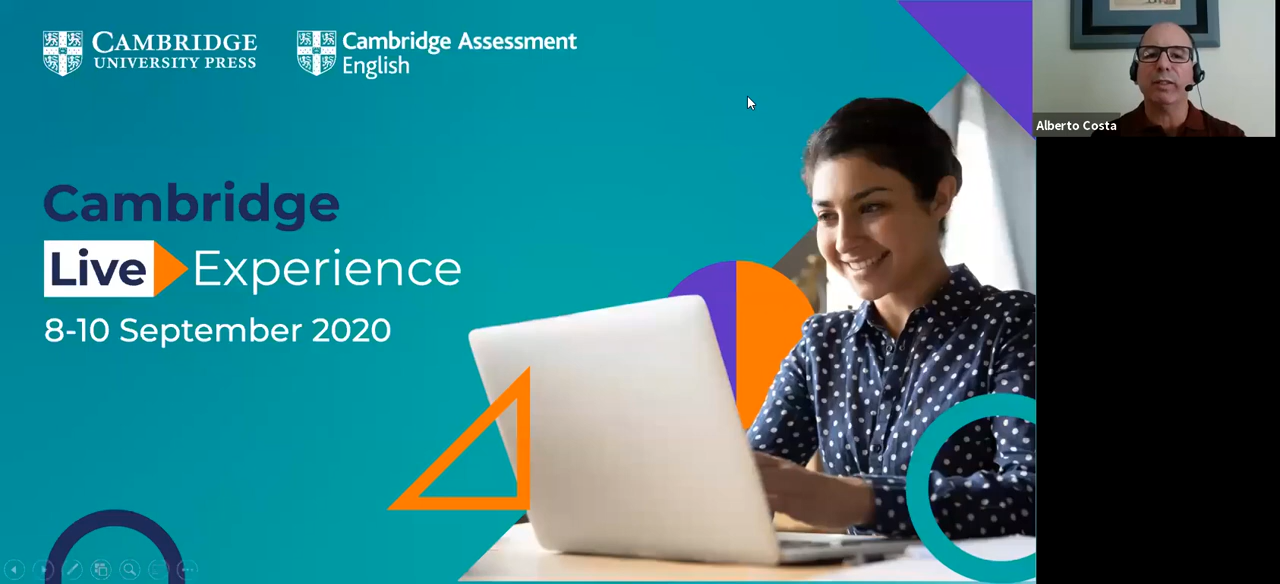 CAMBRIDGE
UNIVERSITY PRESS
Cambridge Assessment
English
Cambridge
Live Experience
8-10 September 2020
Alberto Costa